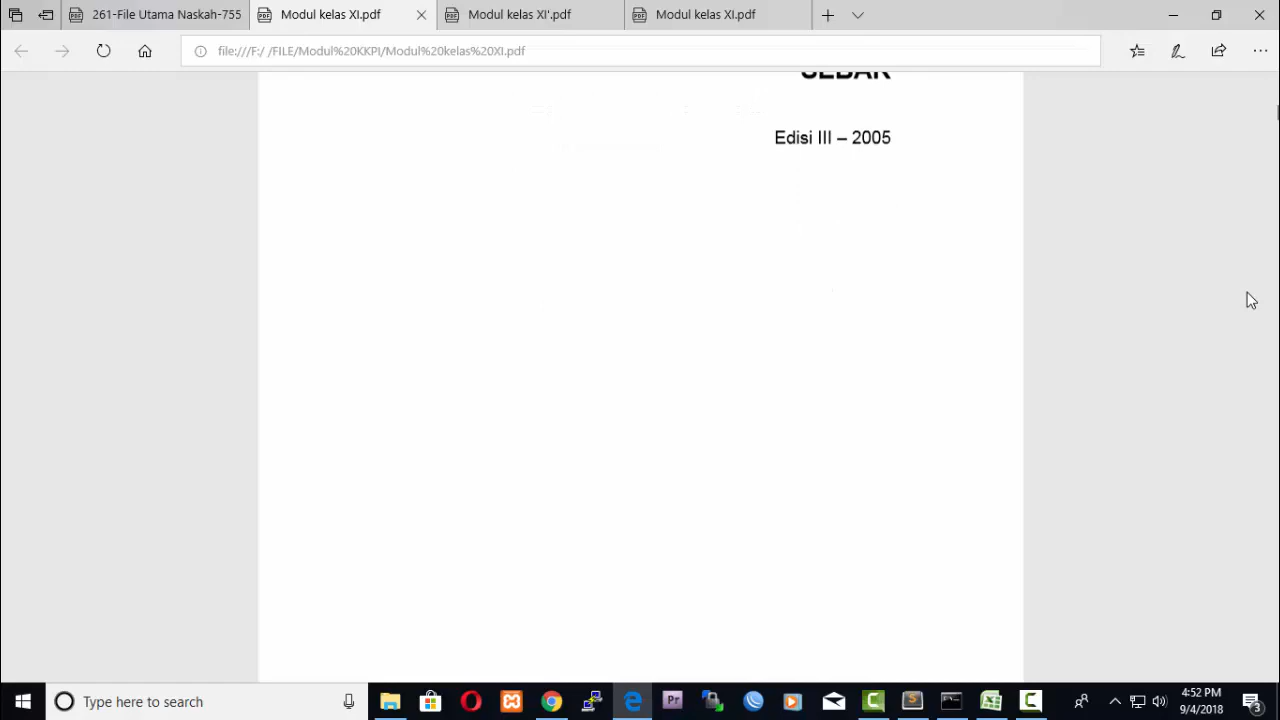 261-File Utama Naskah-755
Modul kelas XI.pdf
Modul kelas XI'.pdf
Modul kelas XI.pdf
file:///F:/ /FILE/Modul%20KKPI/Modul%20kelas%20XI.pdf
SEBAR
Edisi III – 2005
Type here to search
4:52 PM
9/4/2018
3